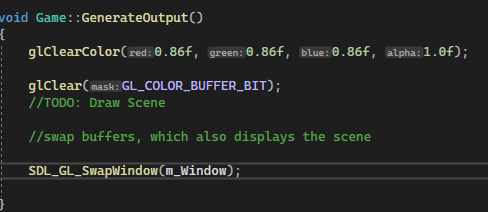 void Game::GenerateOutput()
{
glClearColor(red:0.86f, green:0.86f, blue:0.86f, alpha:1.0f);
glClear(mask:GL_COLOR_BUFFER_BIT);
//TODO: Draw Scene
//swap buffers, which also displays the scene
SDL_GL_SwapWindow(m_Window);
}